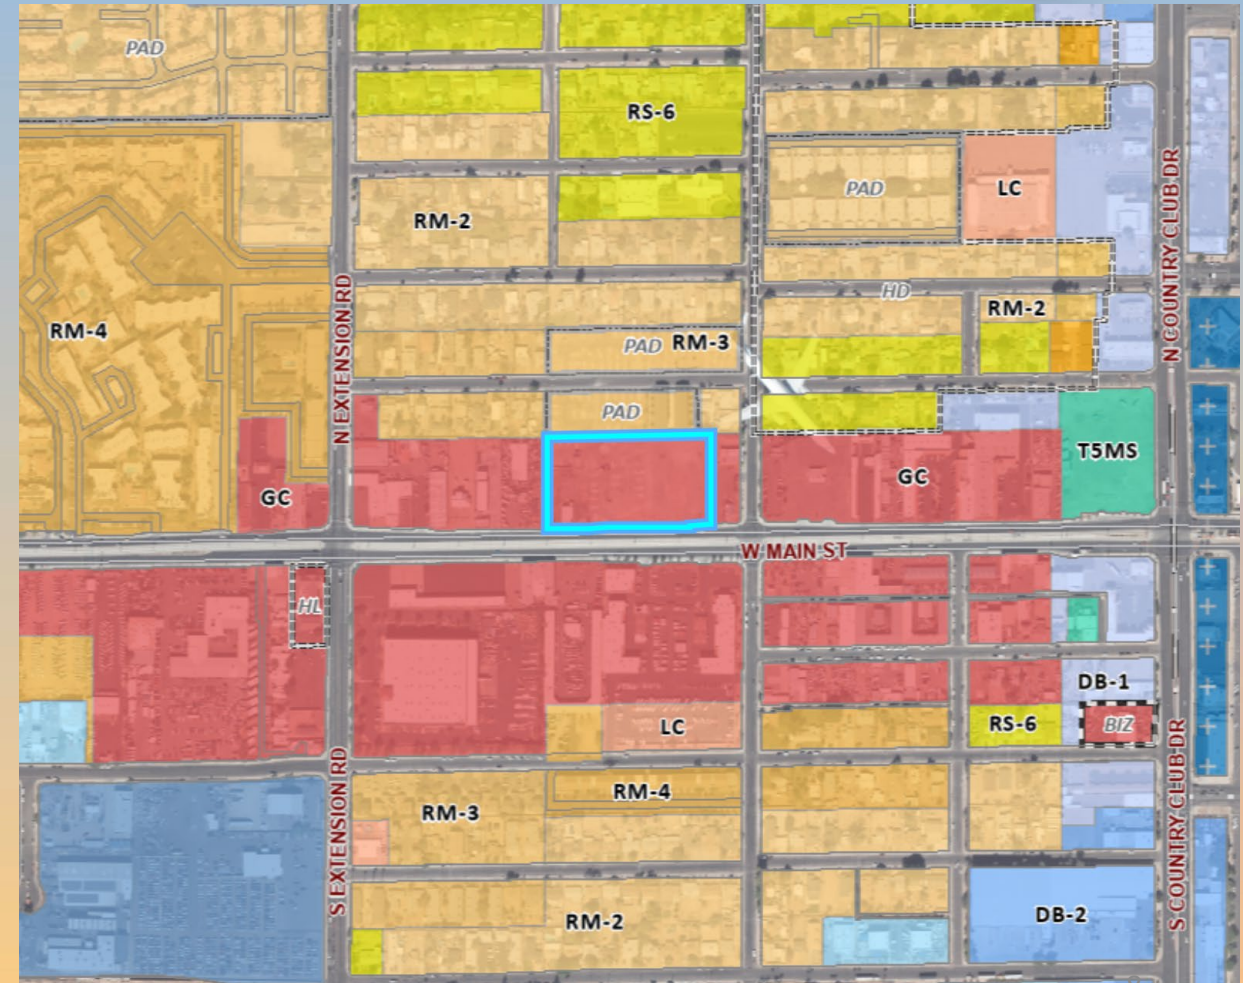 PAD
RS-6
N COUNTRY CLUB DR
PAD
LC
RM-2
N EXTENSION RD
HD
RM-2
RM-4
PAD
RM-3
PAD
T5MS
GC
GC
W MAIN ST
HL
DB-1
LC
RS-6
BIZ
S COUNTRY CLUB DR
S EXTENSION RD
RM-4
RM-3
DB-2
RM-2